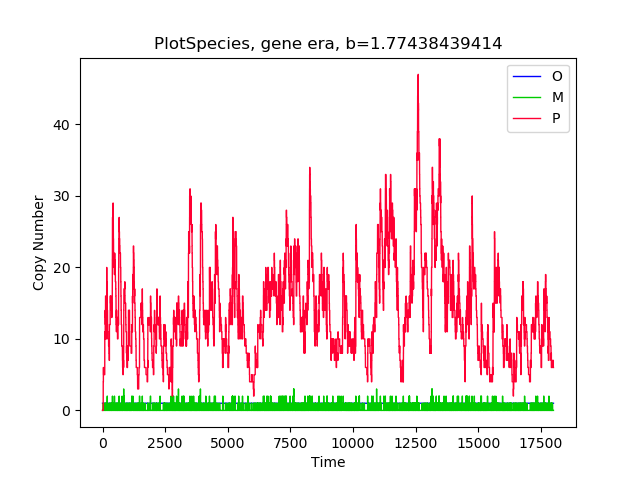 PlotSpecies, gene era, b=1.77438439414
O
M
P
40
30
20
10
0
Copy Number
0 2500 5000 7500 10000 12500 15000 17500
Time